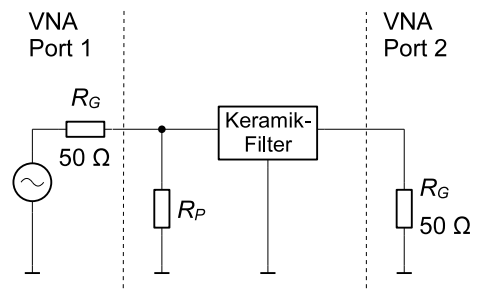 VNA
Port 1
VNA
Port 2
R_G
50 Ω
Keramik-
Filter
R_P
R_G
50 Ω